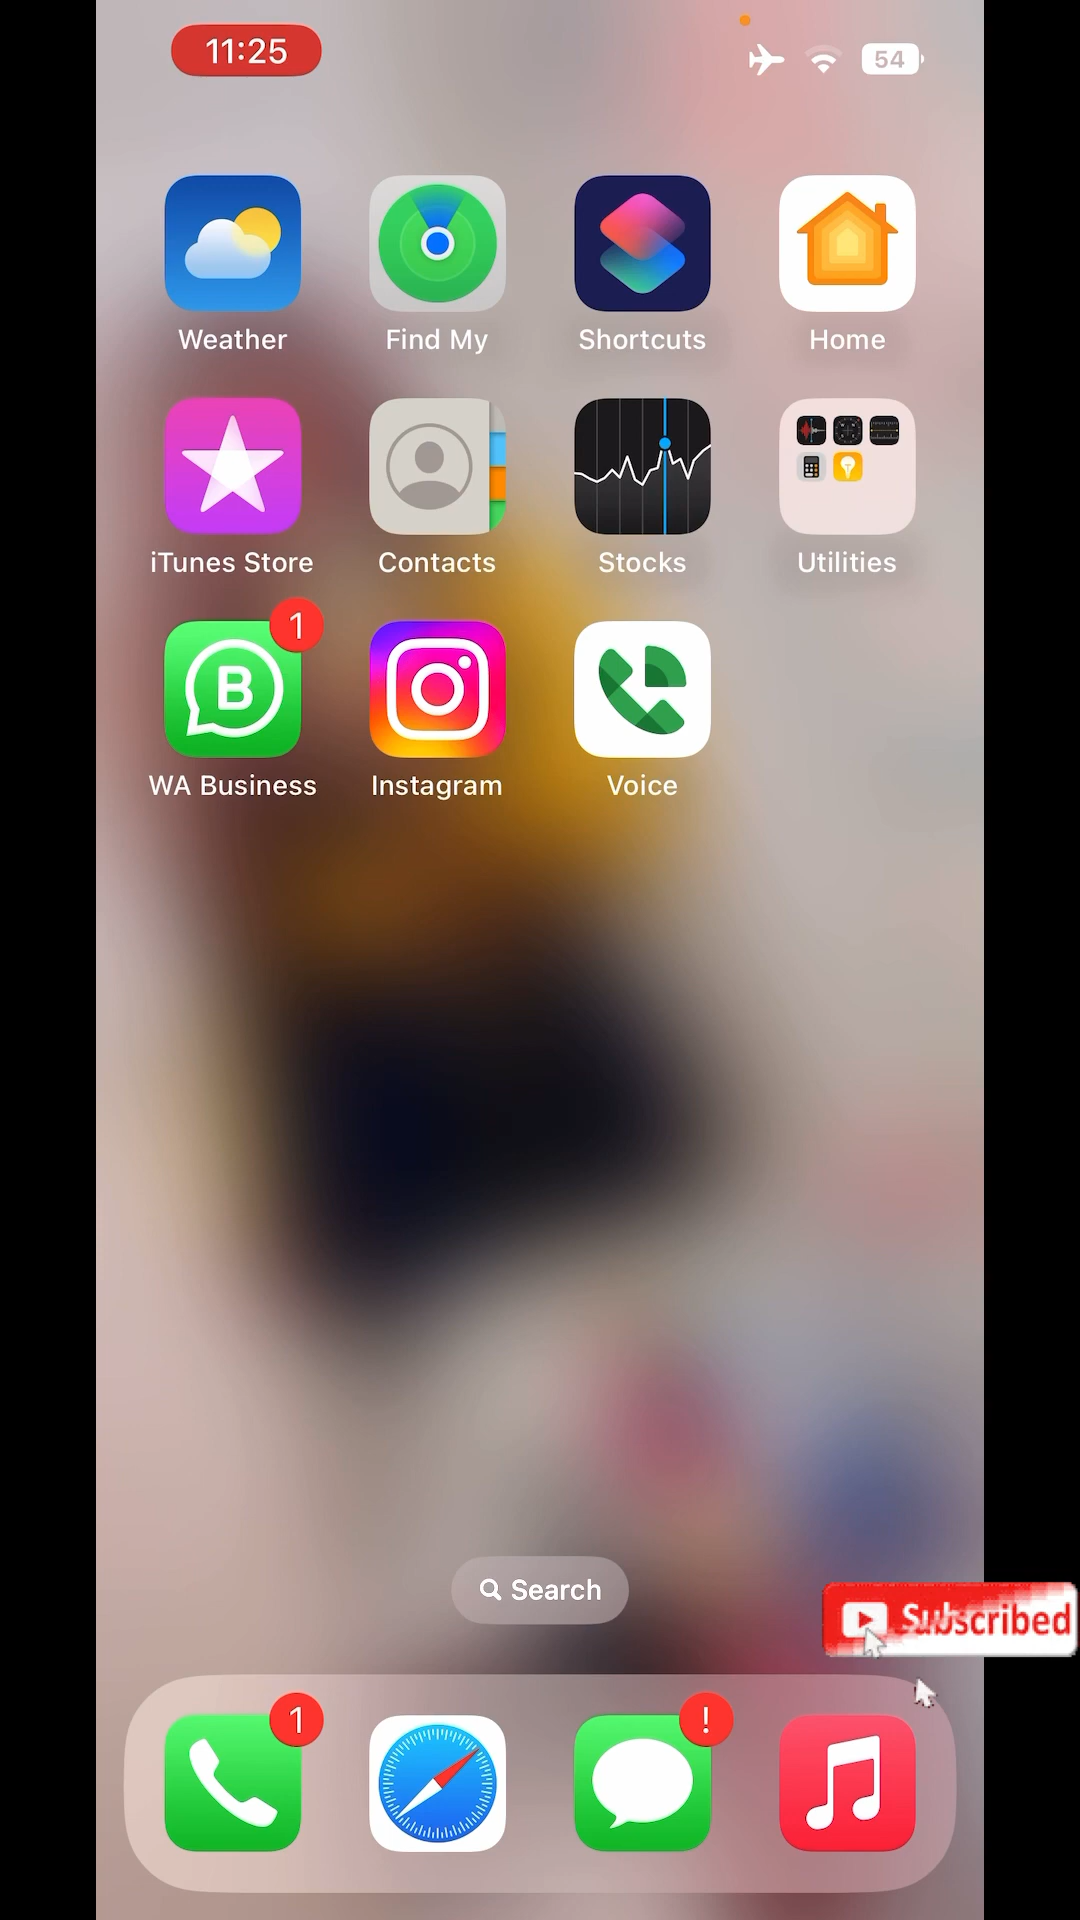 11:25
54
Weather
Find My
Shortcuts
Home
iTunes Store
Contacts
Stocks
Utilities
1
B
WA Business
Instagram
Voice
Search
Subscribed
1
!